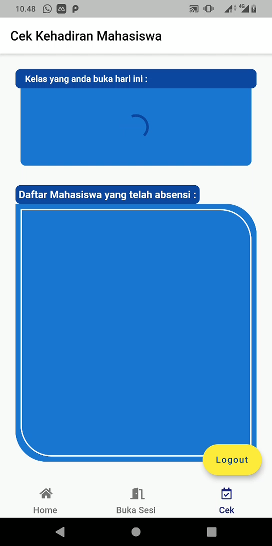 10.48
4G
Cek Kehadiran Mahasiswa
Kelas yang anda buka hari ini :
Daftar Mahasiswa yang telah absensi :
Logout
Home
Buka Sesi
Cek